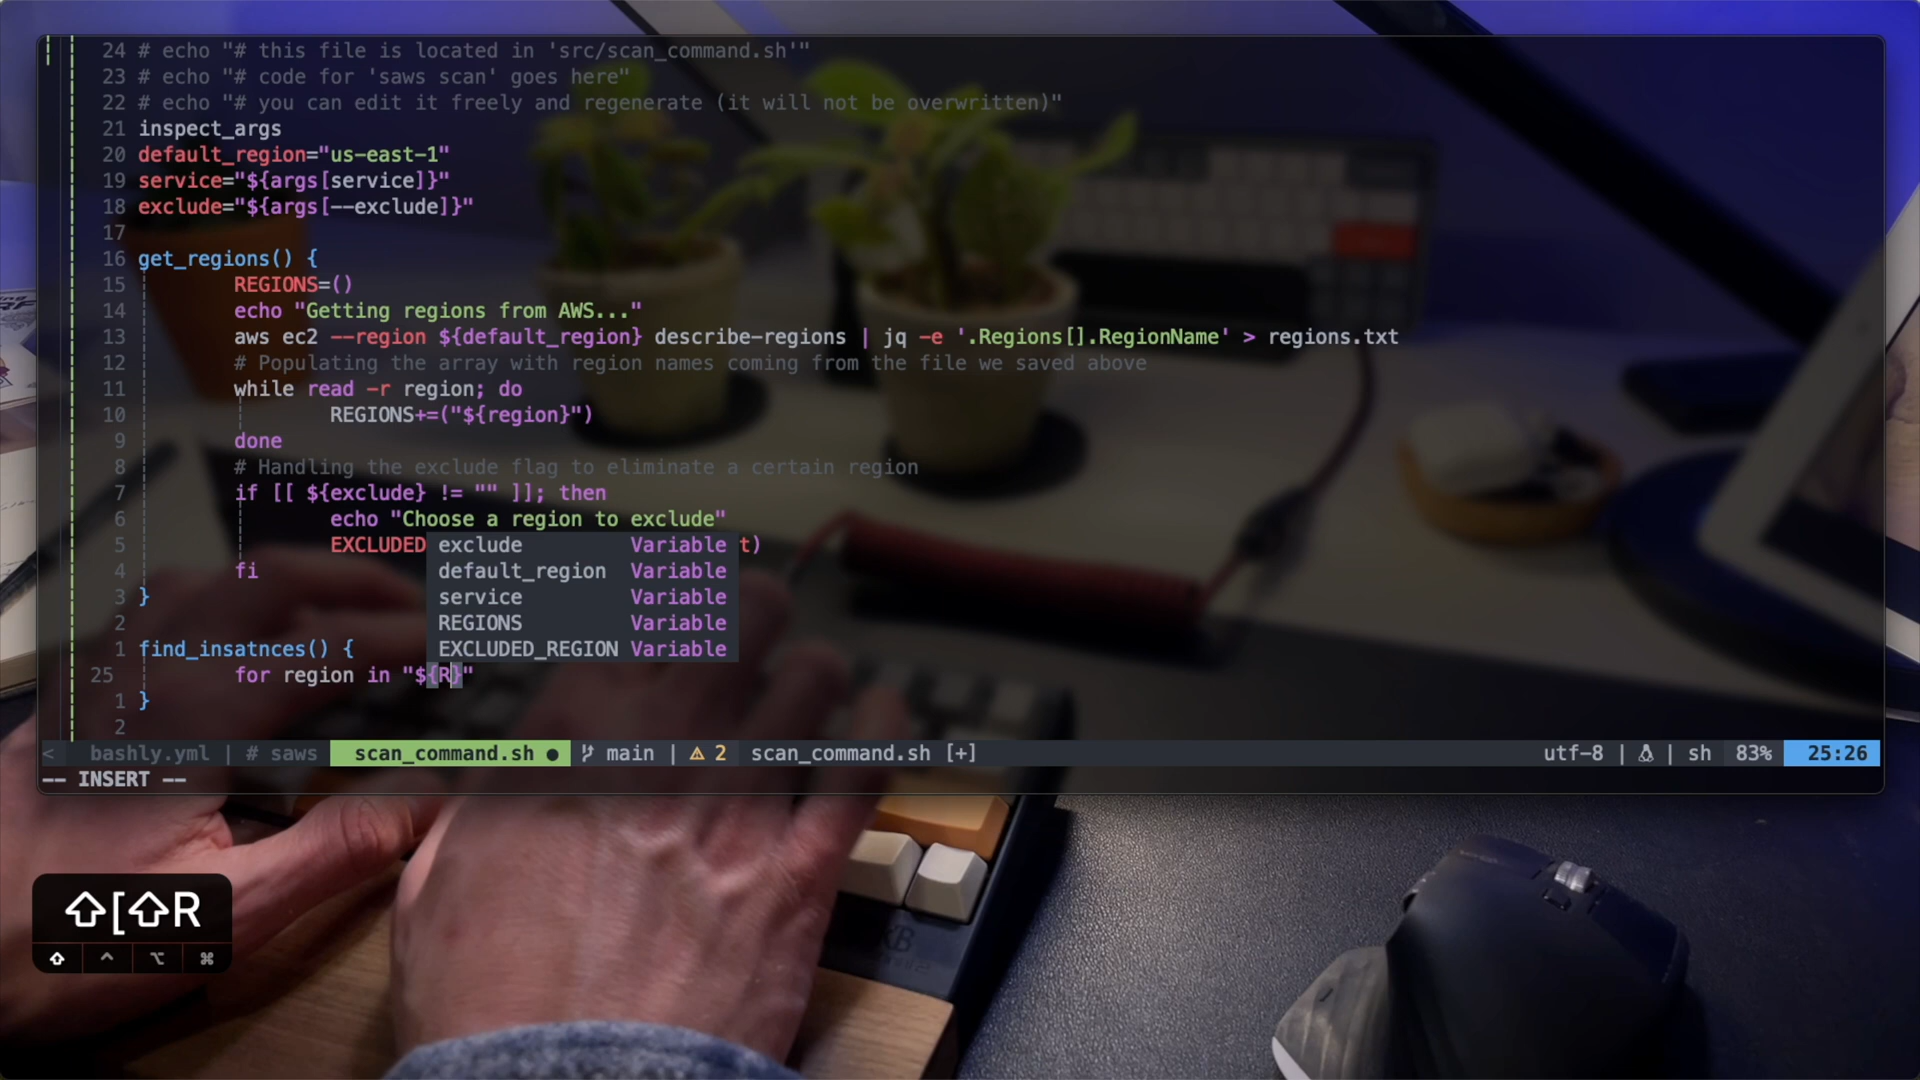 24 # echo "# this file is located in 'src/scan_command.sh'"
23 # echo "# code for 'saws scan' goes here"
22 # echo "# you can edit it freely and regenerate (it will not be overwritten)"
21 inspect_args
20 default_region="us-east-1"
19 service="${args[service]}"
18 exclude="${args[--exclude]}"
17
16 get_regions() {
15 REGIONS=()
14 echo "Getting regions from AWS..."
13 aws ec2 --region ${default_region} describe-regions | jq -e '.Regions[].RegionName' > regions.txt
12 # Populating the array with region names coming from the file we saved above
11 while read -r region; do
10 REGIONS+=("${region}")
9 done
8 # Handling the exclude flag to eliminate a certain region
7 if [[ ${exclude} != "" ]]; then
6 echo "Choose a region to exclude"
5 EXCLUDED exclude Variable t)
4 fi default_region Variable
3 } service Variable
2 REGIONS Variable
1 find_insatnces() { EXCLUDED_REGION Variable
25 for region in "${R}"
1 }
2
< bashly.yml | # saws scan_command.sh ● main | ⚠ 2 scan_command.sh [+] utf-8 | | sh 83% 25:26
-- INSERT --
⇧[⇧R
⇧ ^ ⌥ ⌘